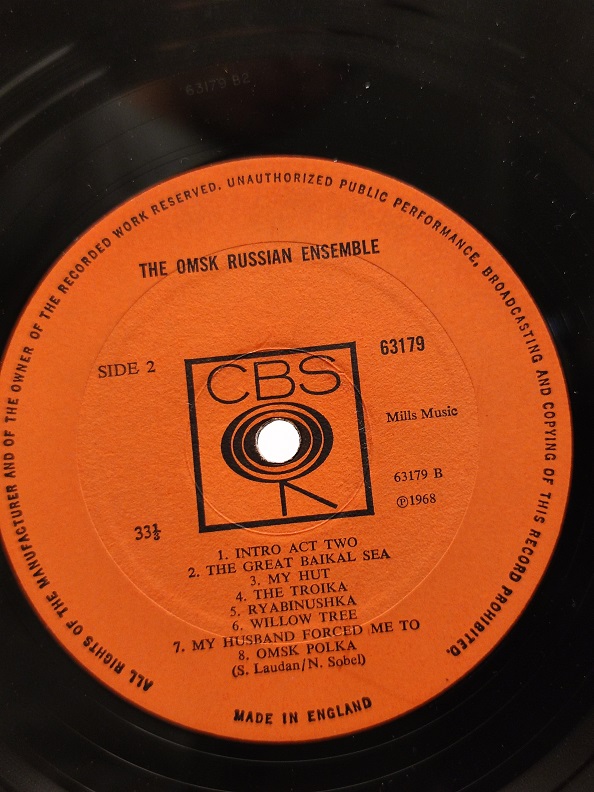 63179 B2
ALL RIGHTS OF THE MANUFACTURER AND OF THE OWNER OF THE RECORDED WORK RESERVED. UNAUTHORIZED PUBLIC PERFORMANCE, BROADCASTING AND COPYING OF THIS RECORD PROHIBITED.
THE OMSK RUSSIAN ENSEMBLE
SIDE 2
63179
CBS
Mills Music
63179 B
℗1968
33⅓
1. INTRO ACT TWO
2. THE GREAT BAIKAL SEA
3. MY HUT
4. THE TROIKA
5. RYABINUSHKA
6. WILLOW TREE
7. MY HUSBAND FORCED ME TO
8. OMSK POLKA
(S. Laudan/N. Sobel)
MADE IN ENGLAND